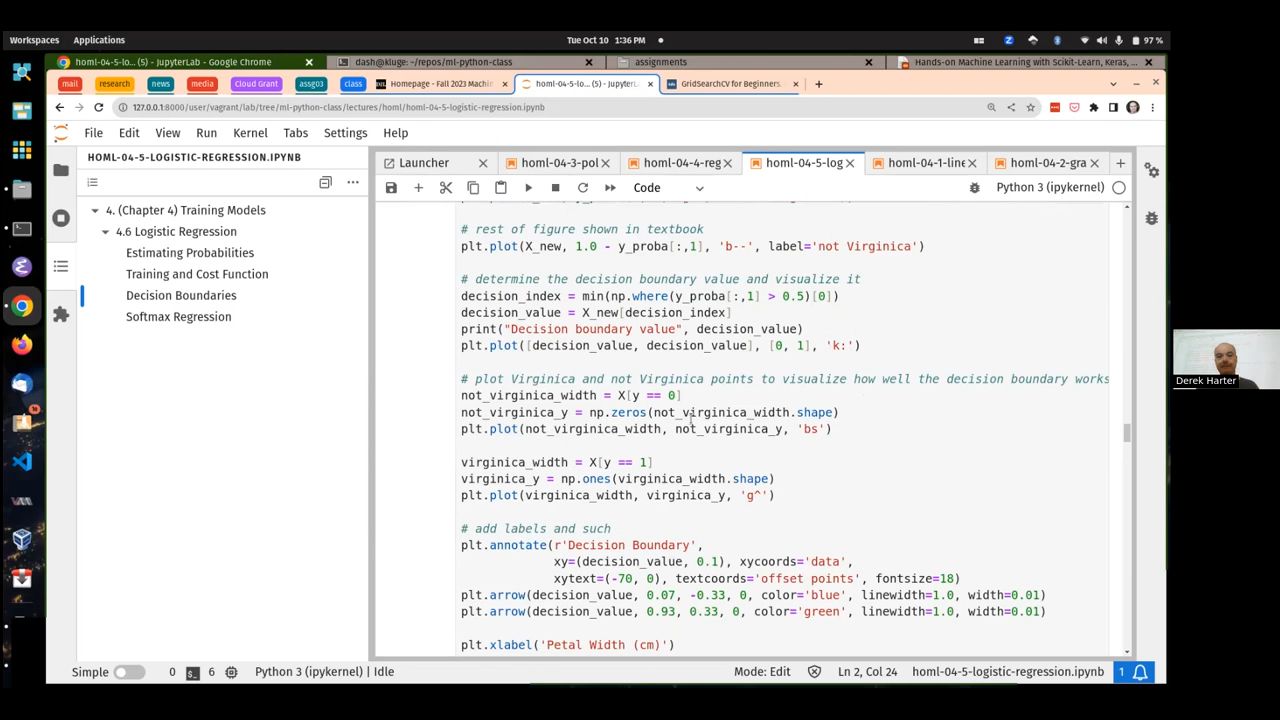 Workspaces Applications Tue Oct 10 1:36 PM 97 %
homl-04-5-lo... (5) - JupyterLab - Google Chrome dash@kluge: ~/repos/ml-python-class assignments Hands-on Machine Learning with Scikit-Learn, Keras, ...
mail research news media Cloud Grant assg03 class Homepage - Fall 2023 Machin homl-04-5-lo... (5) - JupyterL GridSearchCV for Beginners.
127.0.0.1:8000/user/vagrant/lab/tree/ml-python-class/lectures/homl/homl-04-5-logistic-regression.ipynb
File Edit View Run Kernel Tabs Settings Help
HOML-04-5-LOGISTIC-REGRESSION.IPYNB
Launcher homl-04-3-pol homl-04-4-reg homl-04-5-log homl-04-1-line homl-04-2-gra
Code Python 3 (ipykernel)
4. (Chapter 4) Training Models
4.6 Logistic Regression
Estimating Probabilities
Training and Cost Function
Decision Boundaries
Softmax Regression
# rest of figure shown in textbook
plt.plot(X_new, 1.0 - y_proba[:,1], 'b--', label='not Virginica')
# determine the decision boundary value and visualize it
decision_index = min(np.where(y_proba[:,1] > 0.5)[0])
decision_value = X_new[decision_index]
print("Decision boundary value", decision_value)
plt.plot([decision_value, decision_value], [0, 1], 'k:')
# plot Virginica and not Virginica points to visualize how well the decision boundary works
not_virginica_width = X[y == 0]
not_virginica_y = np.zeros(not_virginica_width.shape)
plt.plot(not_virginica_width, not_virginica_y, 'bs')
virginica_width = X[y == 1]
virginica_y = np.ones(virginica_width.shape)
plt.plot(virginica_width, virginica_y, 'g^')
# add labels and such
plt.annotate(r'Decision Boundary',
xy=(decision_value, 0.1), xycoords='data',
xytext=(-70, 0), textcoords='offset points', fontsize=18)
plt.arrow(decision_value, 0.07, -0.33, 0, color='blue', linewidth=1.0, width=0.01)
plt.arrow(decision_value, 0.93, 0.33, 0, color='green', linewidth=1.0, width=0.01)
plt.xlabel('Petal Width (cm)')
Derek Harter
Simple 0 6 Python 3 (ipykernel) | Idle Mode: Edit Ln 2, Col 24 homl-04-5-logistic-regression.ipynb 1